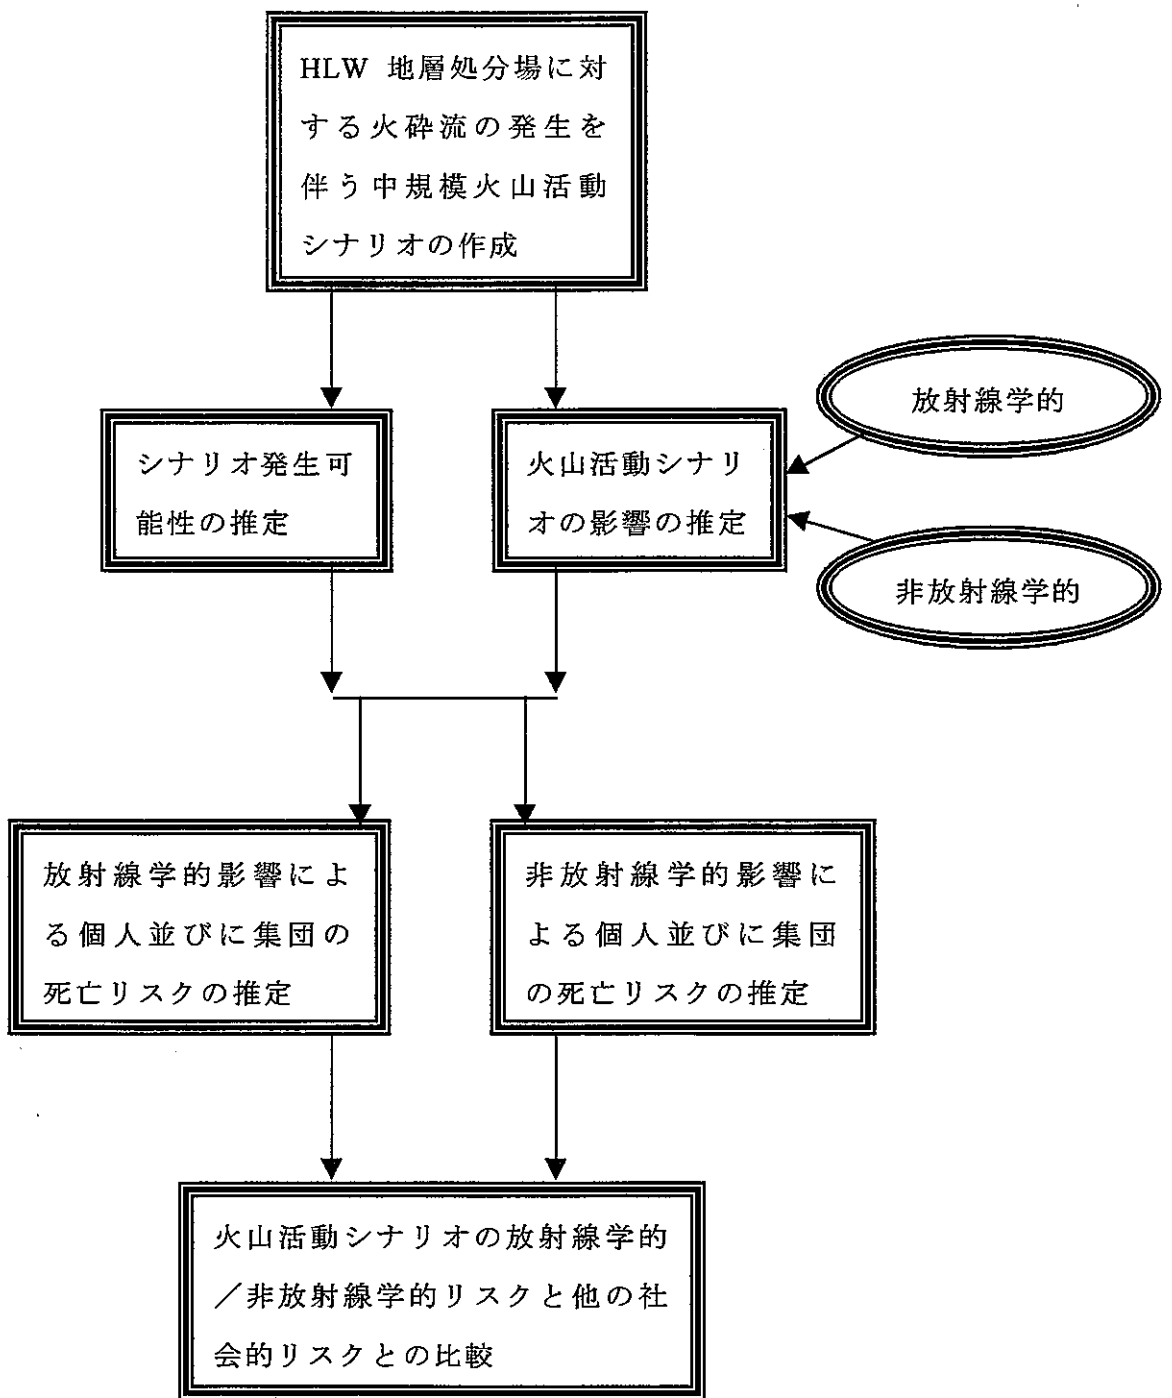 HLW 地層処分場に対
する火砕流の発生を
伴う中規模火山活動
シナリオの作成
シナリオ発生可
能性の推定
火山活動シナリ
オの影響の推定
放射線学的
非放射線学的
放射線学的影響によ
る個人並びに集団の
死亡リスクの推定
非放射線学的影響に
よる個人並びに集団
の死亡リスクの推定
火山活動シナリオの放射線学的
／非放射線学的リスクと他の社
会的リスクとの比較